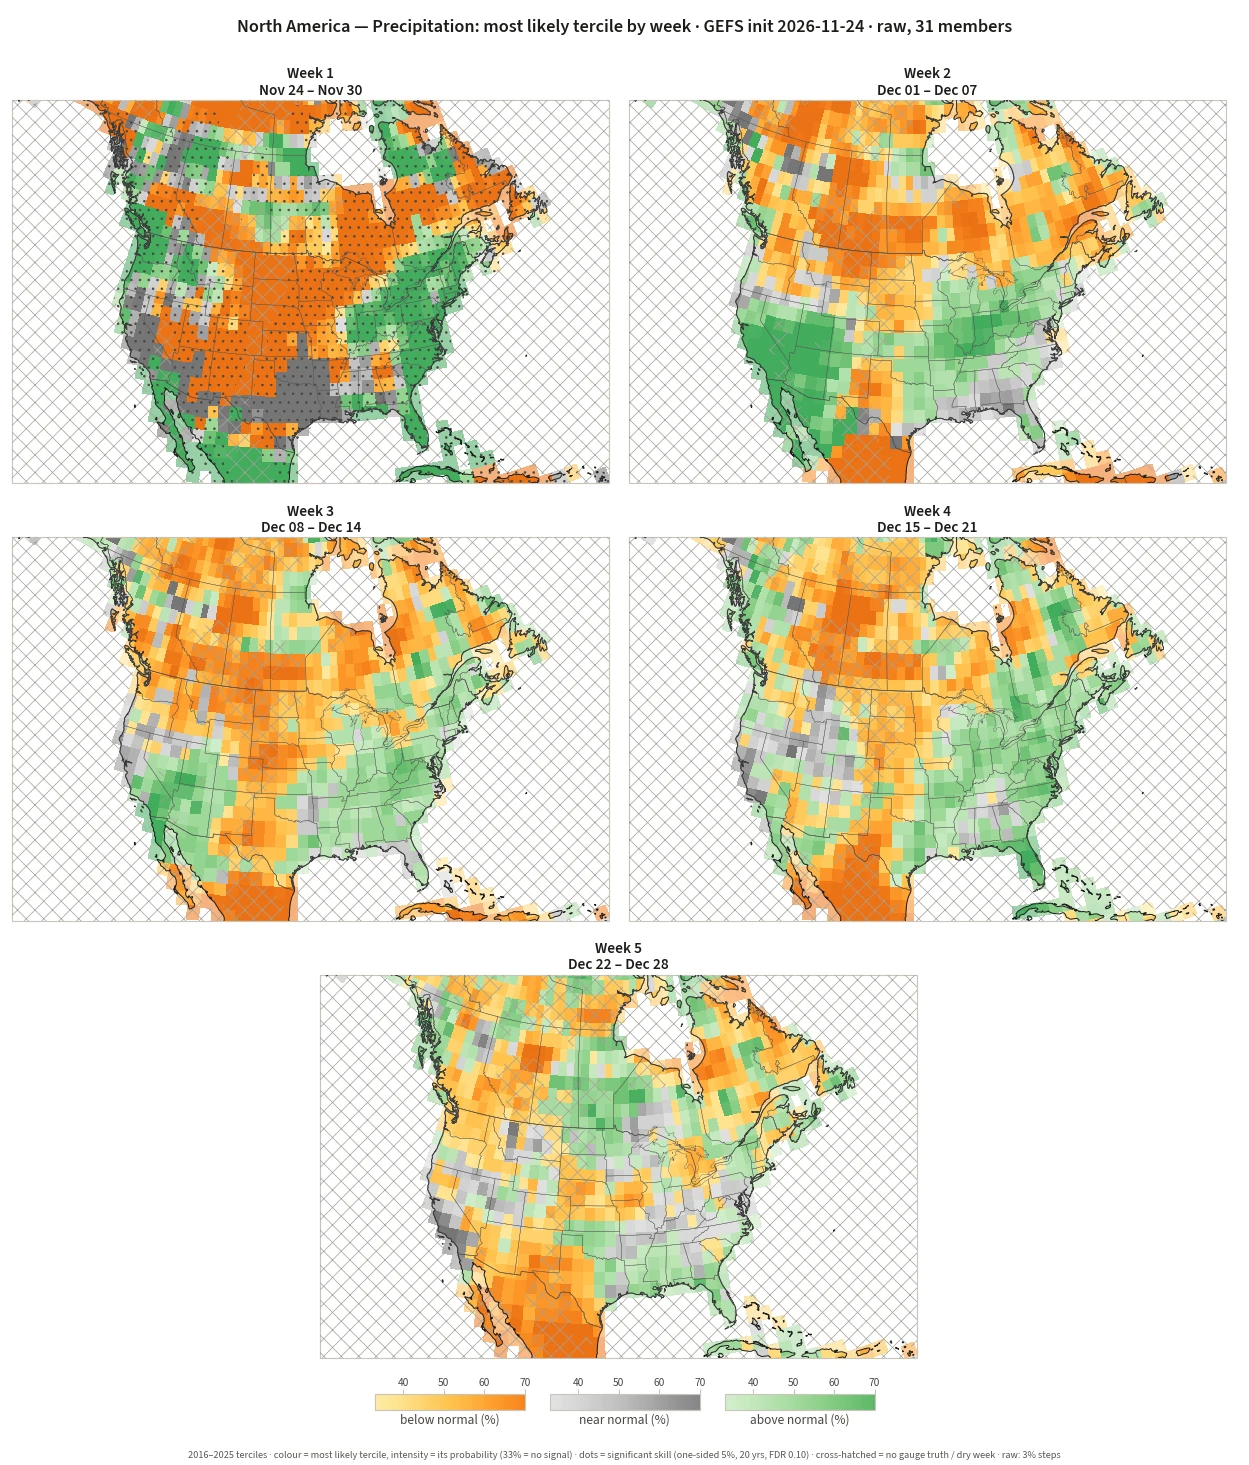 North America — Precipitation: most likely tercile by week · GEFS init 2026-11-24 · raw, 31 members
Week 1
Nov 24 – Nov 30
Week 2
Dec 01 – Dec 07
Week 3
Dec 08 – Dec 14
Week 4
Dec 15 – Dec 21
Week 5
Dec 22 – Dec 28
40 50 60 70 40 50 60 70 40 50 60 70
below normal (%) near normal (%) above normal (%)
2016–2025 terciles · colour = most likely tercile, intensity = its probability (33% = no signal) · dots = significant skill (one-sided 5%, 20 yrs, FDR 0.10) · cross-hatched = no gauge truth / dry week · raw: 3% steps